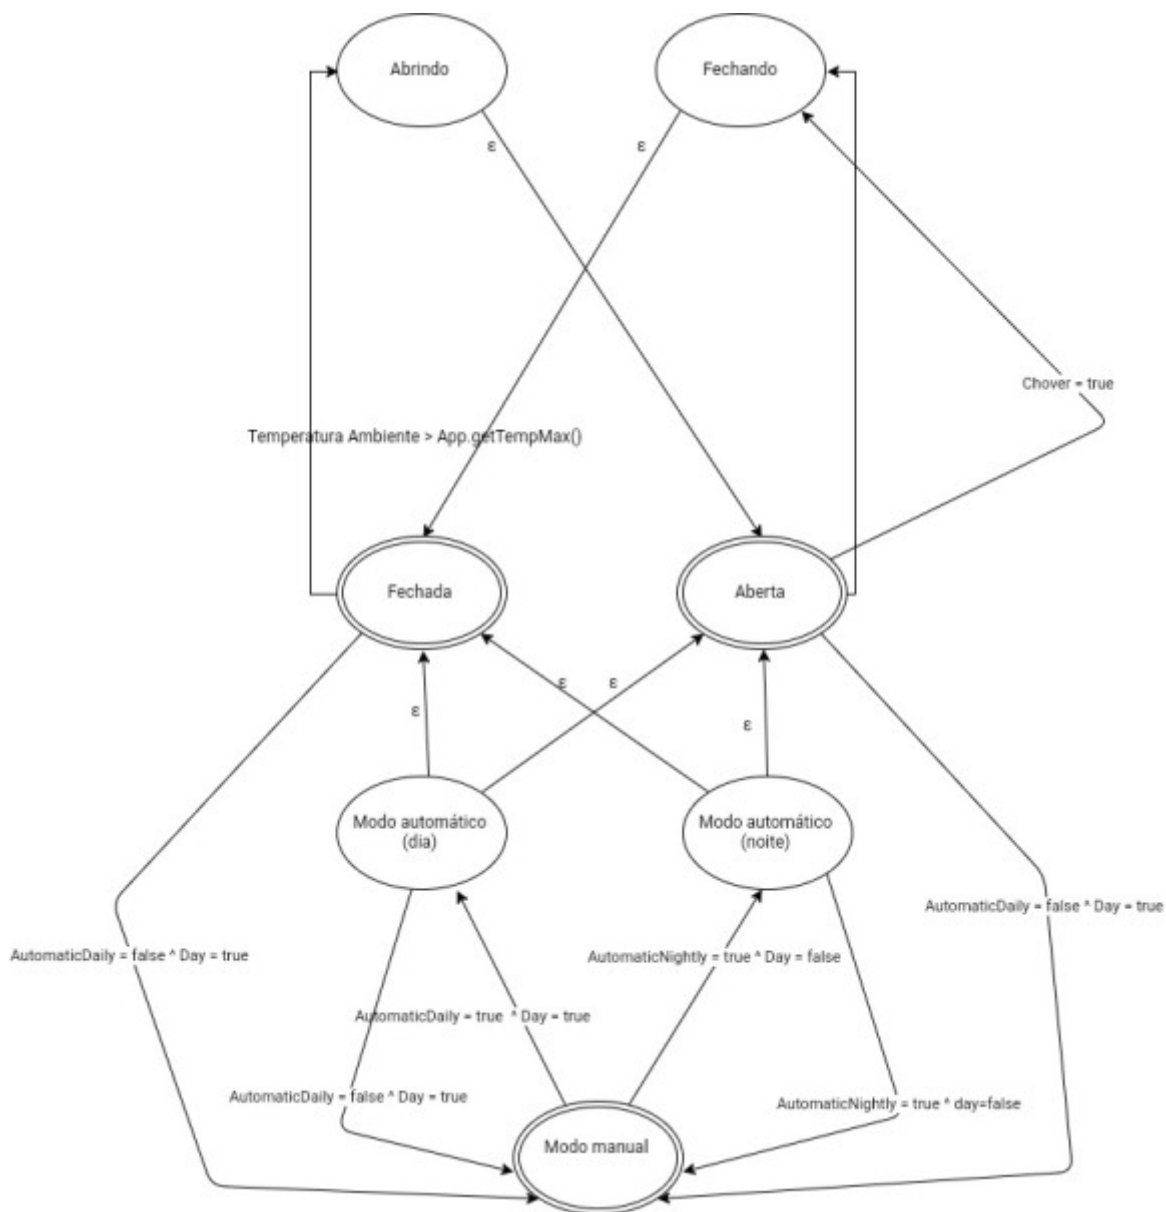 Abrindo
Fechando
ε
ε
Chover = true
Temperatura Ambiente > App.getTempMax()
Fechada
Aberta
ε
ε
ε
ε
Modo automático
(dia)
Modo automático
(noite)
AutomaticDaily = false ^ Day = true
AutomaticDaily = false ^ Day = true
AutomaticNightly = true ^ Day = false
AutomaticDaily = true ^ Day = true
AutomaticDaily = false ^ Day = true
AutomaticNightly = true ^ day=false
Modo manual